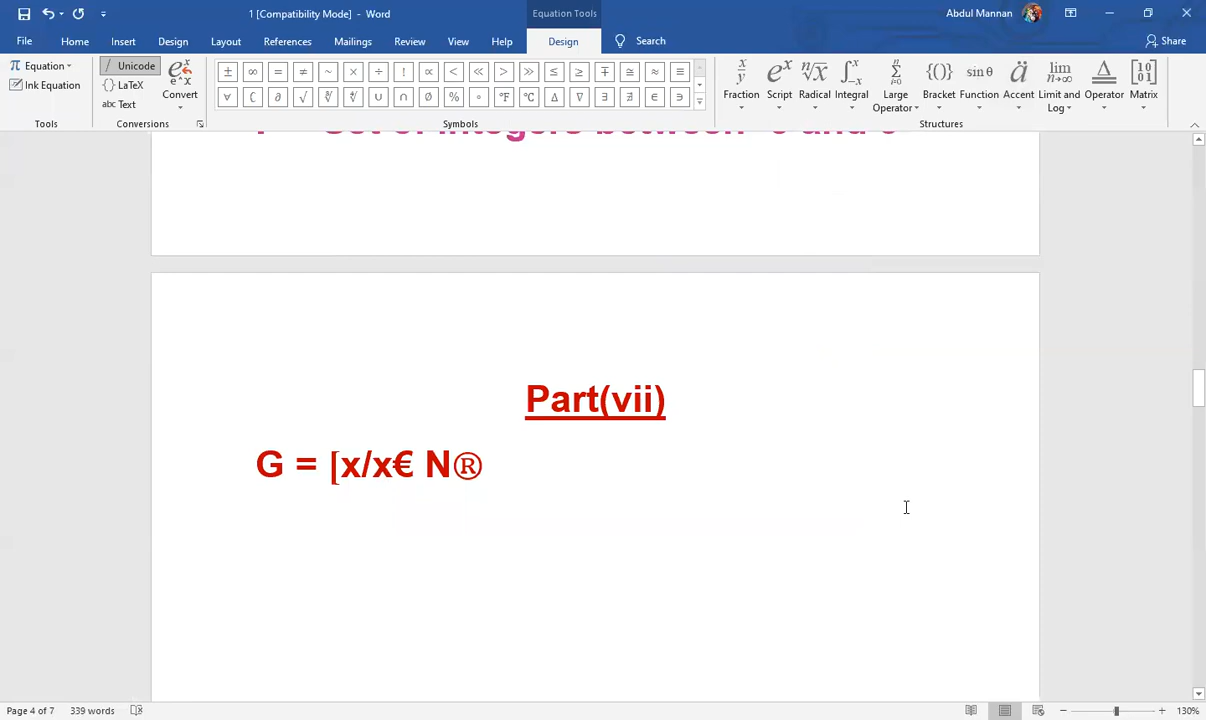 1 [Compatibility Mode] - Word
Equation Tools
Abdul Mannan
File Home Insert Design Layout References Mailings Review View Help Design Search Share
π Equation
Ink Equation
Tools
Unicode
{} LaTeX
abc Text
Convert
Conversions
± ∞ = ≠ ~ × ÷ ! ∝ < ≪ > ≫ ≤ ≥ ∓ ≅ ≈ ≡
∀ ∁ ∂ √ ∛ ∜ ∪ ∩ ∅ % ° °F °C ∆ ∇ ∃ ∄ ∈ ∋
Symbols
Fraction Script Radical Integral Large Operator Bracket Function Accent Limit and Log Operator Matrix
Structures
Set of Integers between
Part(vii)
G = [x/x€ N®
Page 4 of 7 339 words
130%